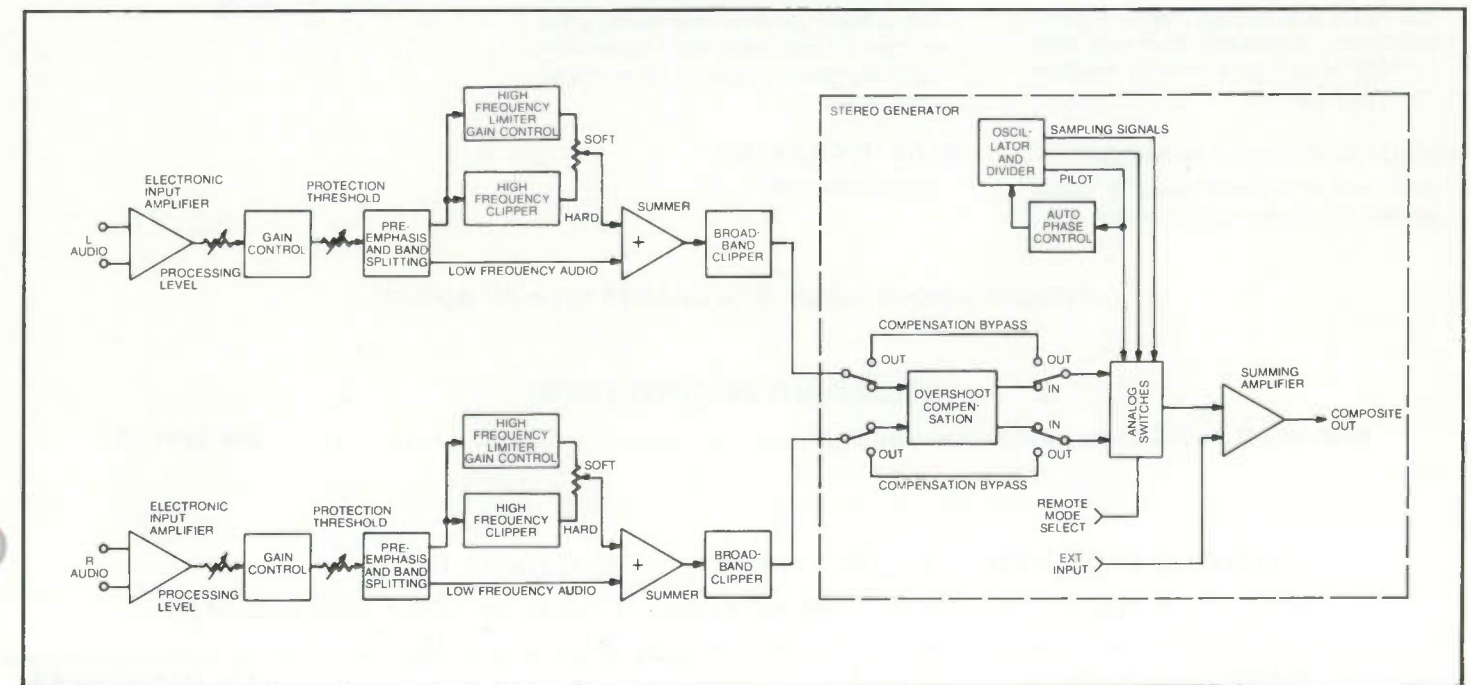 ELECTRONIC
INPUT
AMPLIFIER
L
AUDIO
PROCESSING
LEVEL
GAIN
CONTROL
PROTECTION
THRESHOLD
PRE-
EMPHASIS
AND BAND
SPLITTING
HIGH
FREQUENCY
LIMITER
GAIN CONTROL
SOFT
HIGH
FREQUENCY
CLIPPER
HARD
LOW FREQUENCY AUDIO
SUMMER
+
BROAD-
BAND
CLIPPER
ELECTRONIC
INPUT
AMPLIFIER
R
AUDIO
PROCESSING
LEVEL
GAIN
CONTROL
PROTECTION
THRESHOLD
PRE-
EMPHASIS
AND BAND
SPLITTING
HIGH
FREQUENCY
LIMITER
GAIN CONTROL
SOFT
HIGH
FREQUENCY
CLIPPER
HARD
LOW FREQUENCY AUDIO
SUMMER
+
BROAD-
BAND
CLIPPER
STEREO GENERATOR
OSCIL-
LATOR
AND
DIVIDER
SAMPLING SIGNALS
PILOT
AUTO
PHASE
CONTROL
COMPENSATION BYPASS
OUT
OUT
IN
OVERSHOOT
COMPEN-
SATION
IN
OUT
OUT
COMPENSATION BYPASS
ANALOG
SWITCHES
SUMMING
AMPLIFIER
COMPOSITE
OUT
REMOTE
MODE
SELECT
EXT
INPUT